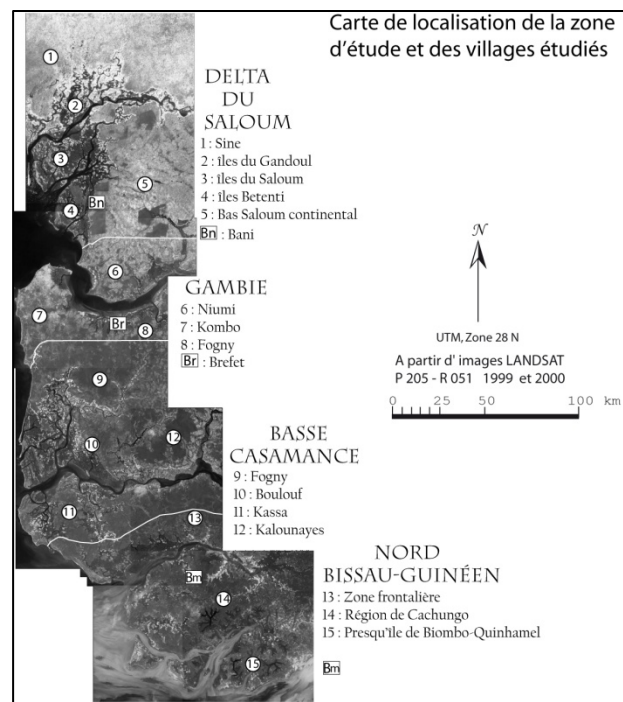 Carte de localisation de la zone
d'étude et des villages étudiés
DELTA
DU
SALOUM
1 : Sine
2 : îles du Gandoul
3 : îles du Saloum
4 : îles Betenti
5 : Bas Saloum continental
Bn : Bani
GAMBIE
6 : Niumi
7 : Kombo
8 : Fogny
Br : Brefet
BASSE
CASAMANCE
9 : Fogny
10 : Boulouf
11 : Kassa
12 : Kalounayes
NORD
BISSAU-GUINÉEN
13 : Zone frontalière
14 : Région de Cachungo
15 : Presqu'île de Biombo-Quinhamel
Bm
N
UTM, Zone 28 N
A partir d' images LANDSAT
P 205 - R 051 1999 et 2000
0 25 50 100 km
1
2
3
5
Bn
4
6
7
Br
8
9
10
12
11
13
Bm
14
15